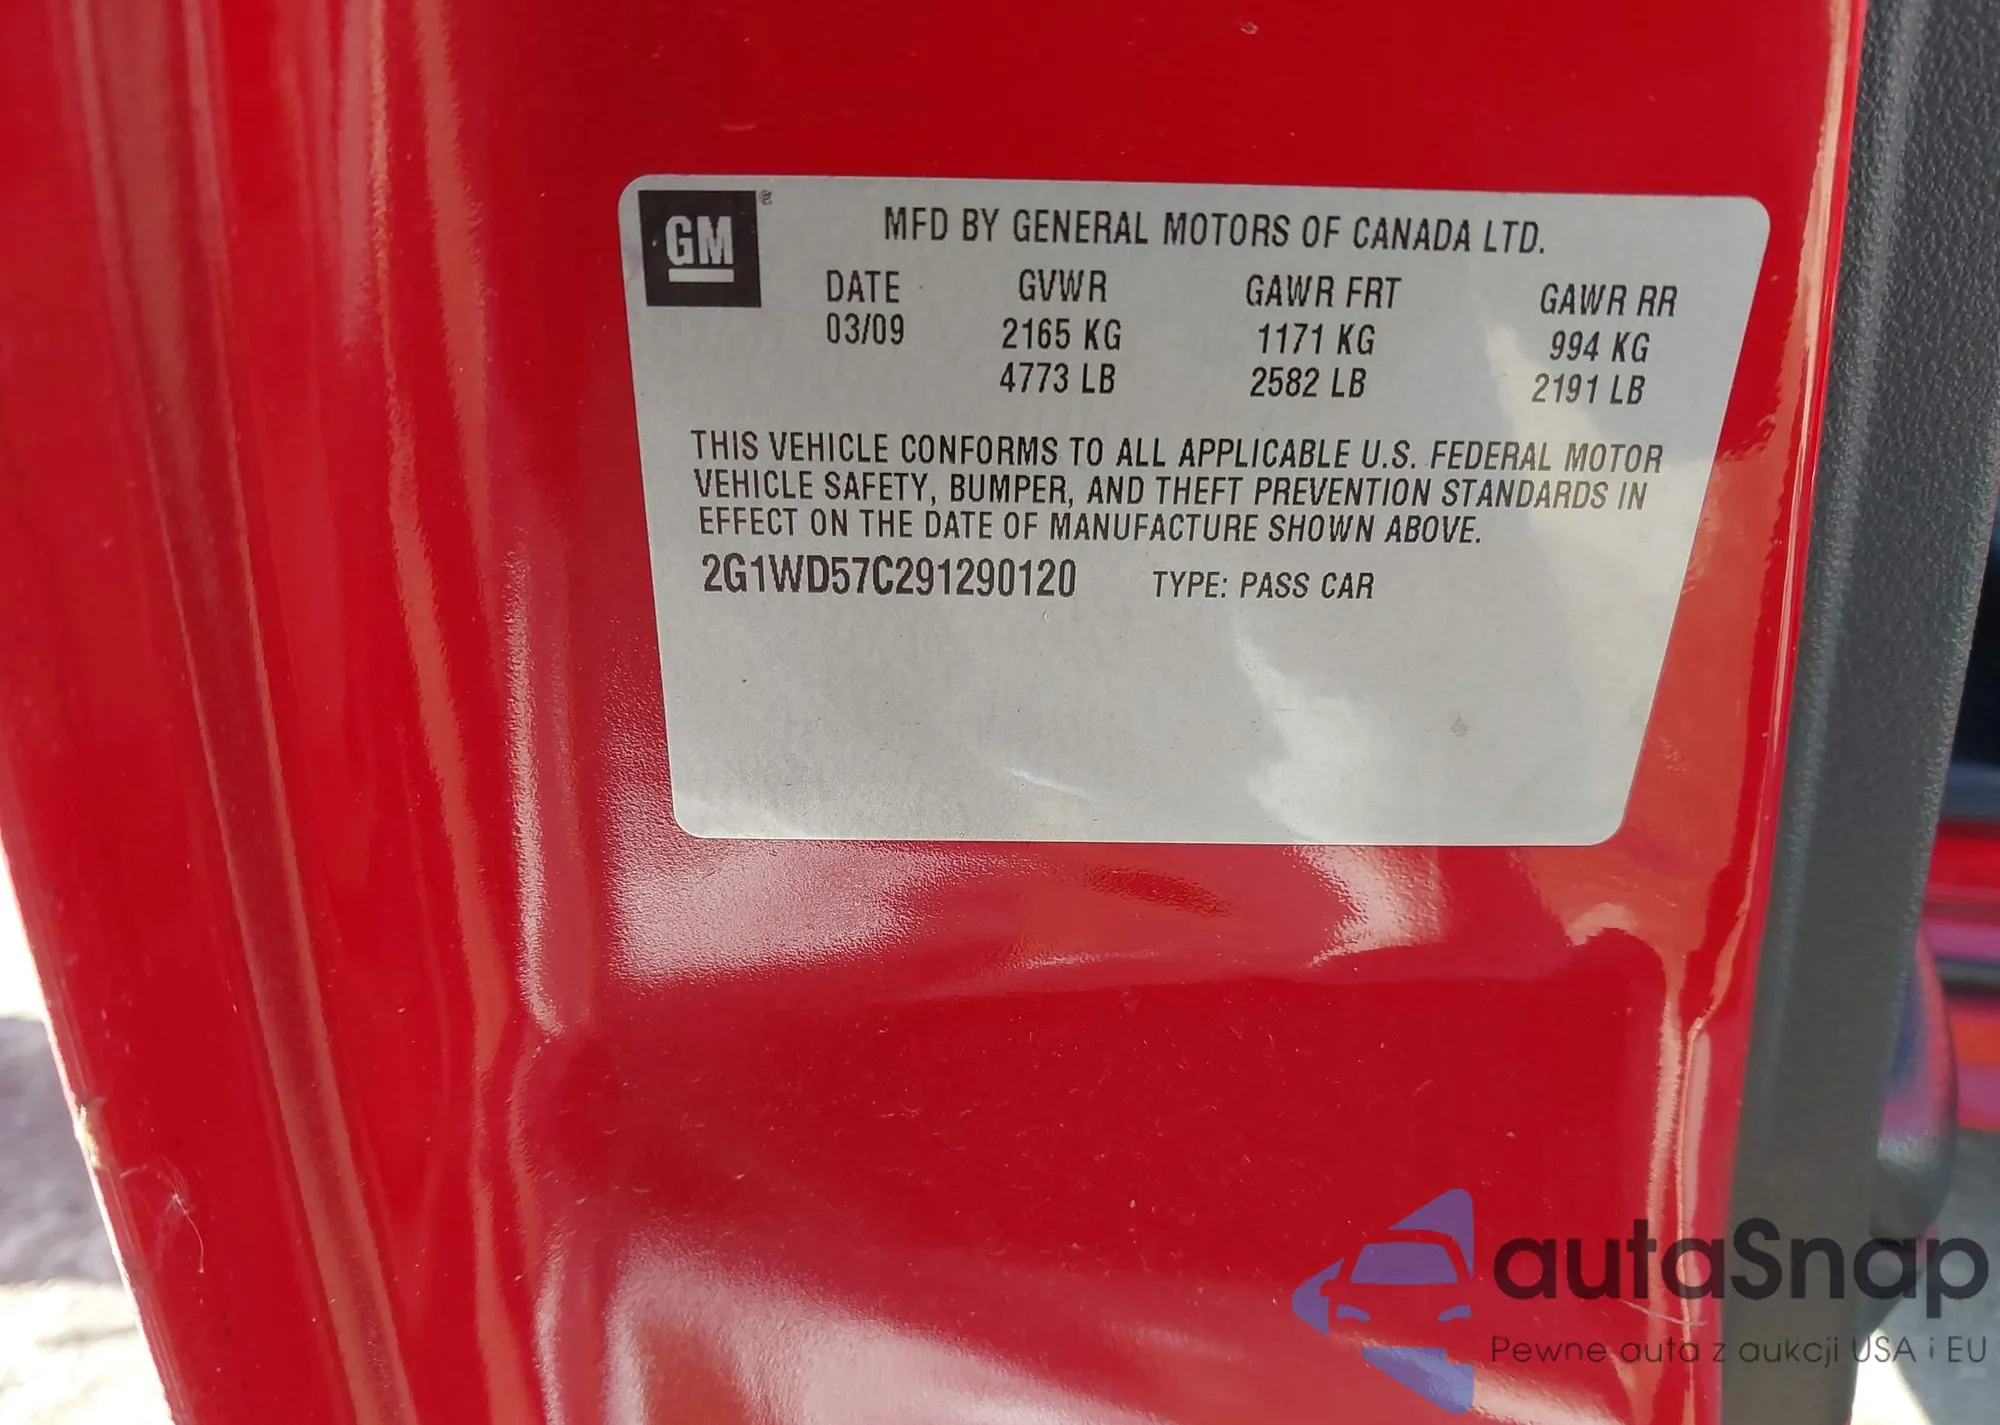 GM ®
MFD BY GENERAL MOTORS OF CANADA LTD.
DATE GVWR GAWR FRT GAWR RR
03/09 2165 KG 1171 KG 994 KG
4773 LB 2582 LB 2191 LB
THIS VEHICLE CONFORMS TO ALL APPLICABLE U.S. FEDERAL MOTOR
VEHICLE SAFETY, BUMPER, AND THEFT PREVENTION STANDARDS IN
EFFECT ON THE DATE OF MANUFACTURE SHOWN ABOVE.
2G1WD57C291290120 TYPE: PASS CAR
autaSnap
Pewne auta z aukcji USA i EU